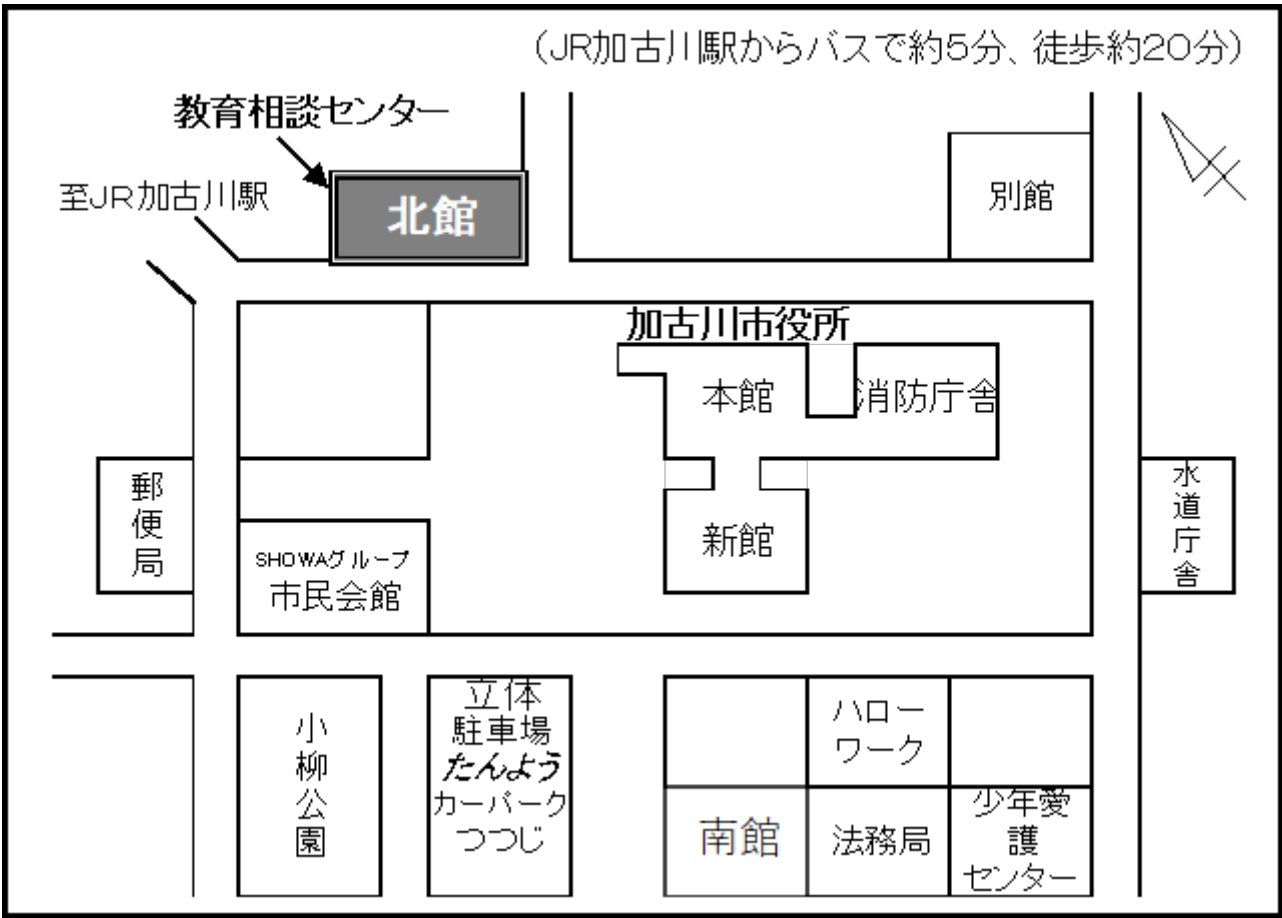 （JR加古川駅からバスで約5分、徒歩約20分）
教育相談センター
至JR加古川駅
北館
別館
加古川市役所
本館
消防庁舎
郵便局
水道庁舎
新館
SHOWAグループ
市民会館
小柳公園
立体
駐車場
たんよう
カーパーク
つつじ
ハロー
ワーク
南館
法務局
少年愛
護
センター